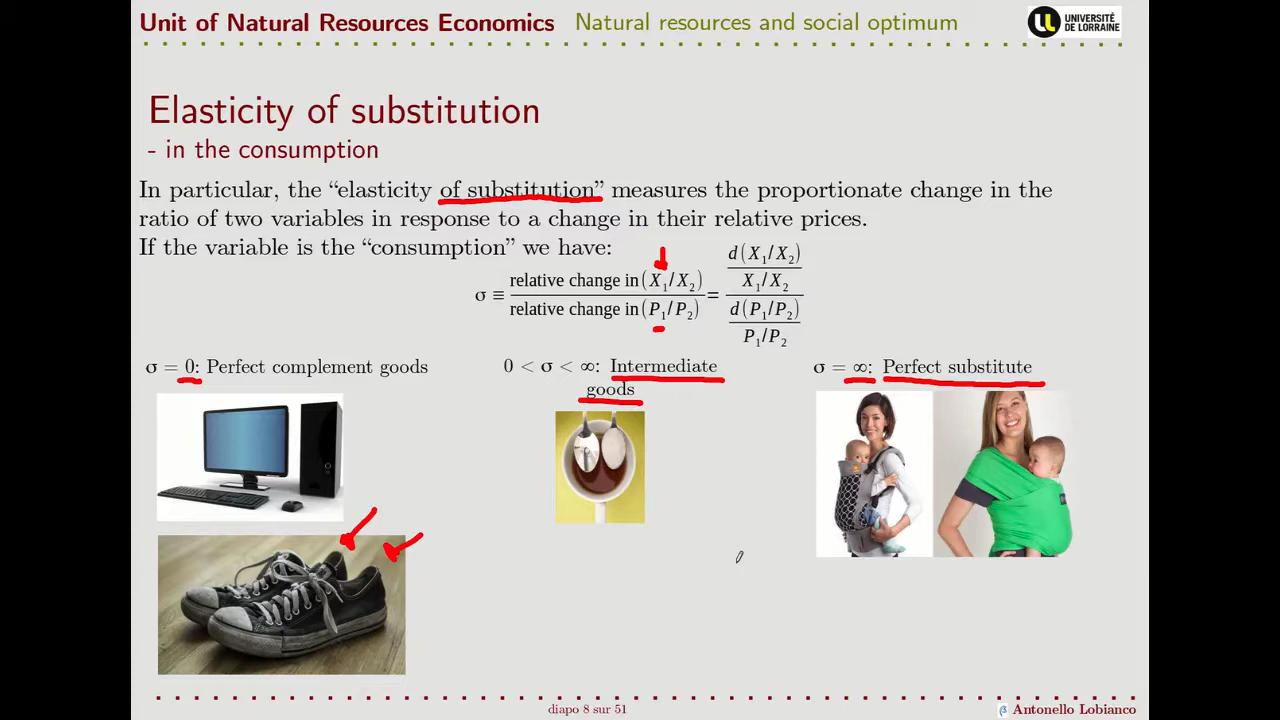 Unit of Natural Resources Economics Natural resources and social optimum
UNIVERSITÉ
DE LORRAINE
Elasticity of substitution
- in the consumption
In particular, the “elasticity of substitution” measures the proportionate change in the
ratio of two variables in response to a change in their relative prices.
If the variable is the “consumption” we have:
σ ≡ relative change in (X₁/X₂) / relative change in (P₁/P₂) = (d(X₁/X₂) / (X₁/X₂)) / (d(P₁/P₂) / (P₁/P₂))
σ = 0: Perfect complement goods
0 < σ < ∞: Intermediate
goods
σ = ∞: Perfect substitute
diapo 8 sur 51
β Antonello Lobianco